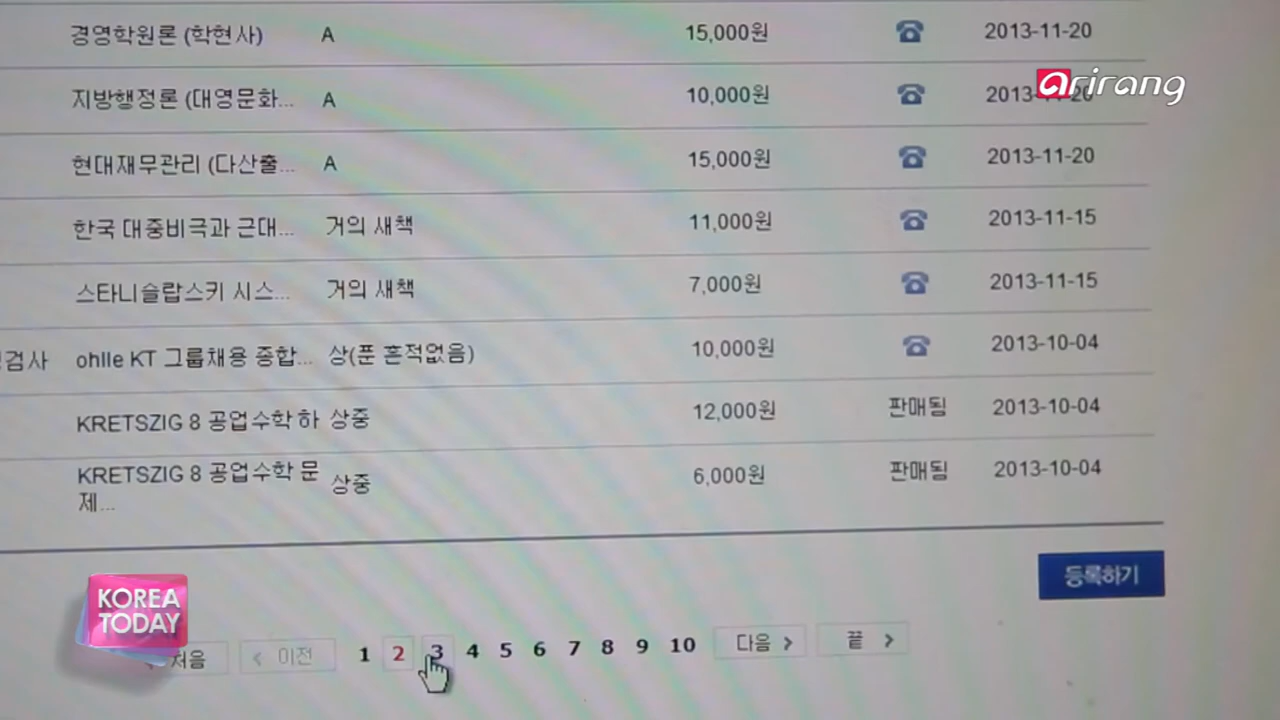 경영학원론 (학현사) A 15,000원 2013-11-20
arirang
지방행정론 (대영문화... A 10,000원 2013-11-20
현대재무관리 (다산출... A 15,000원 2013-11-20
한국 대중비극과 근대... 거의 새책 11,000원 2013-11-15
스타니슬랍스키 시스... 거의 새책 7,000원 2013-11-15
검사 ohlle KT 그룹채용 종합... 상(푼 흔적없음) 10,000원 2013-10-04
KRETSZIG 8 공업수학 하 상중 12,000원 판매됨 2013-10-04
KRETSZIG 8 공업수학 문 상중 6,000원 판매됨 2013-10-04
제...
등록하기
KOREA
TODAY
처음 이전 1 2 3 4 5 6 7 8 9 10 다음 끝